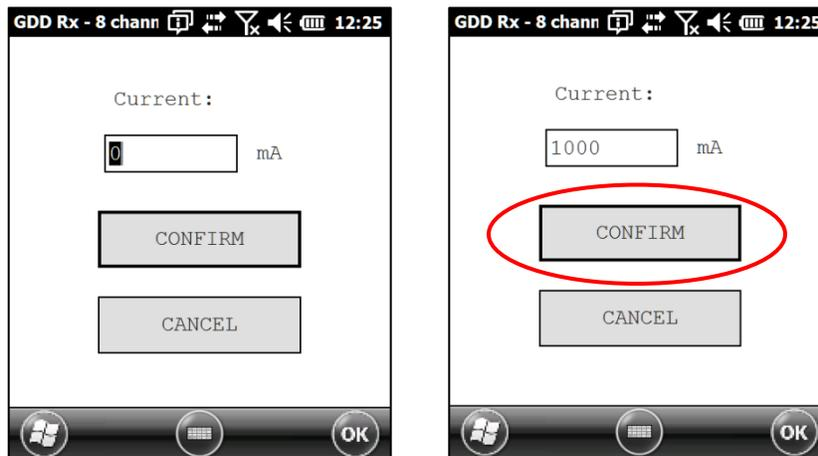 GDD Rx - 8 chann 12:25
Current:
0 mA
CONFIRM
CANCEL
OK
GDD Rx - 8 chann 12:25
Current:
1000 mA
CONFIRM
CANCEL
OK